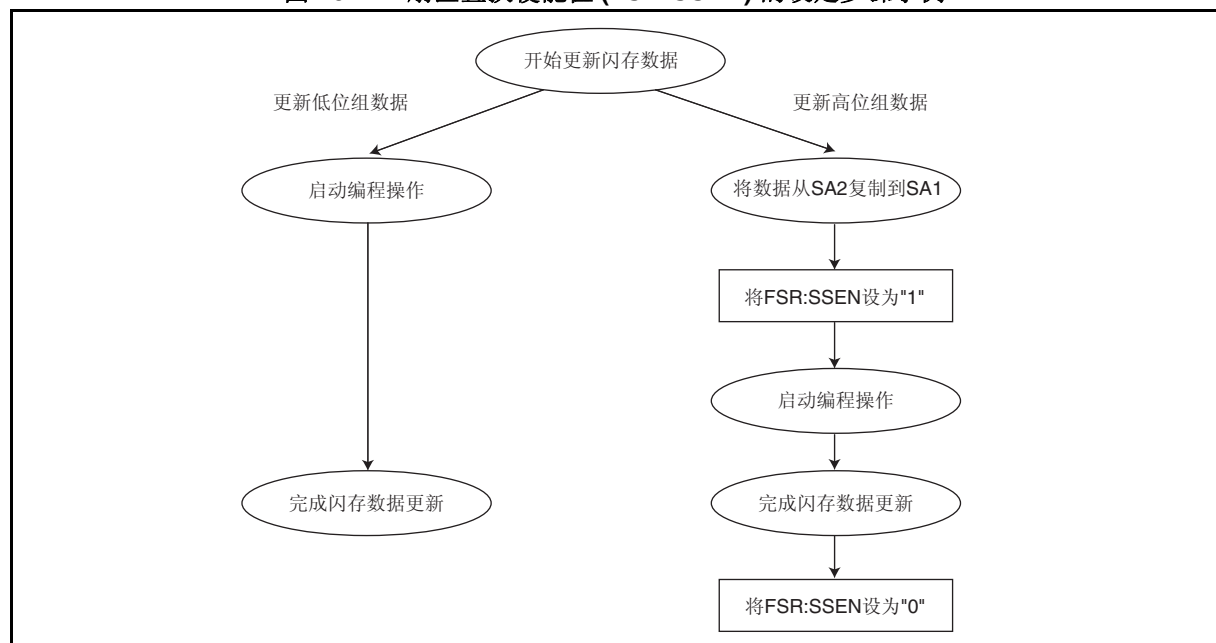 开始更新闪存数据
更新低位组数据
更新高位组数据
启动编程操作
将数据从SA2复制到SA1
将FSR:SSEN设为"1"
启动编程操作
完成闪存数据更新
完成闪存数据更新
将FSR:SSEN设为"0"